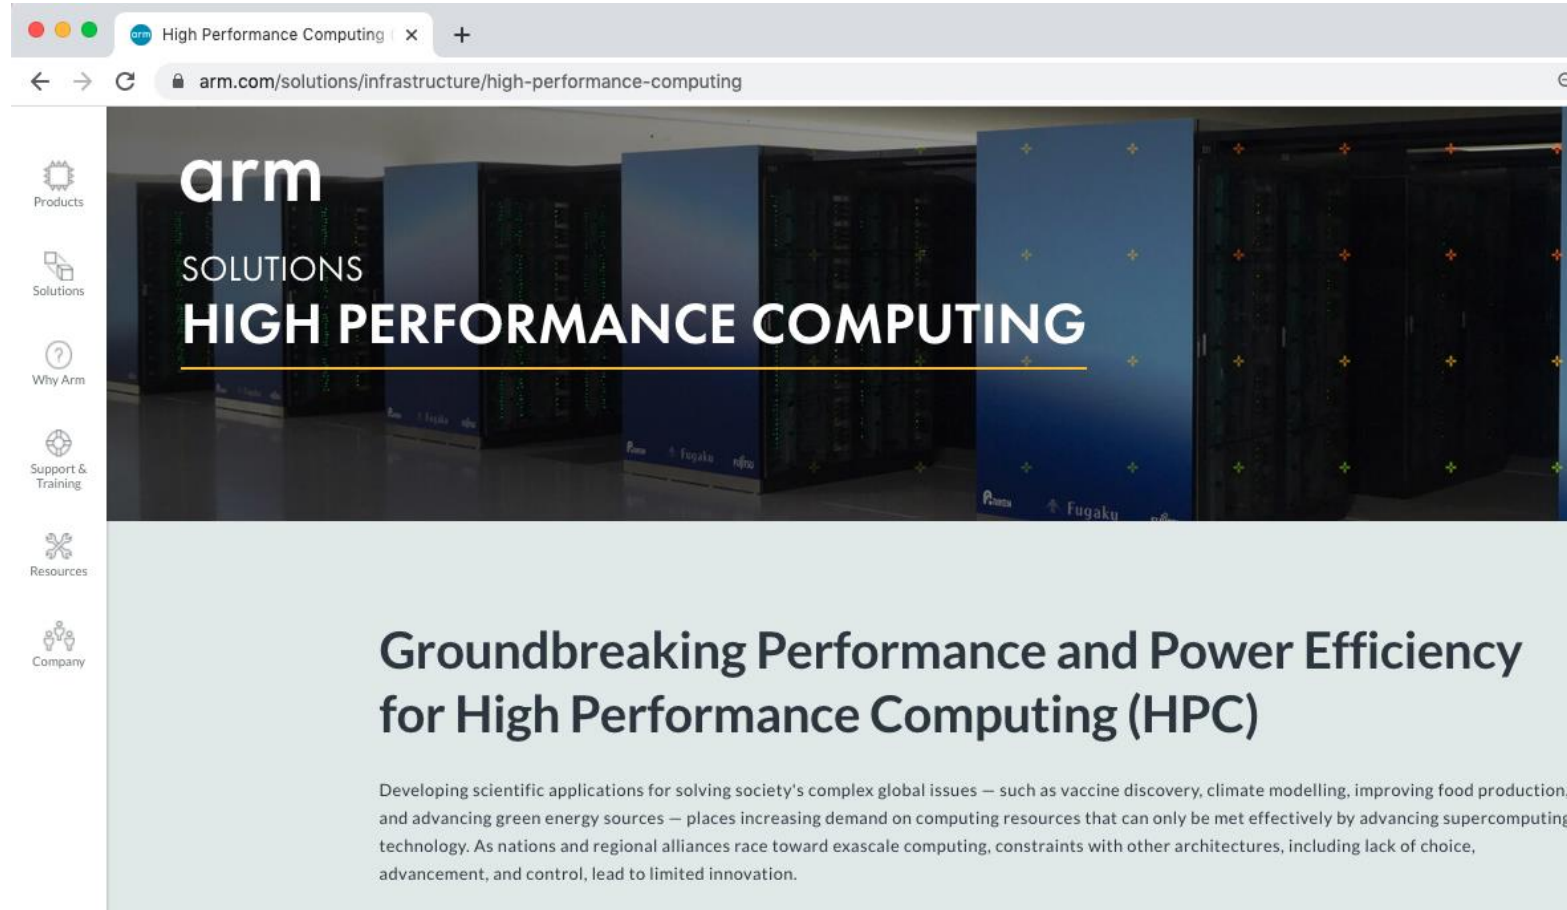 High Performance Computing
arm.com/solutions/infrastructure/high-performance-computing
Products
Solutions
Why Arm
Support &
Training
Resources
Company
arm
SOLUTIONS
HIGH PERFORMANCE COMPUTING
Fugaku
Fugaku
FUJITSU
Fugaku
Groundbreaking Performance and Power Efficiency
for High Performance Computing (HPC)
Developing scientific applications for solving society's complex global issues — such as vaccine discovery, climate modelling, improving food production,
and advancing green energy sources — places increasing demand on computing resources that can only be met effectively by advancing supercomputing
technology. As nations and regional alliances race toward exascale computing, constraints with other architectures, including lack of choice,
advancement, and control, lead to limited innovation.